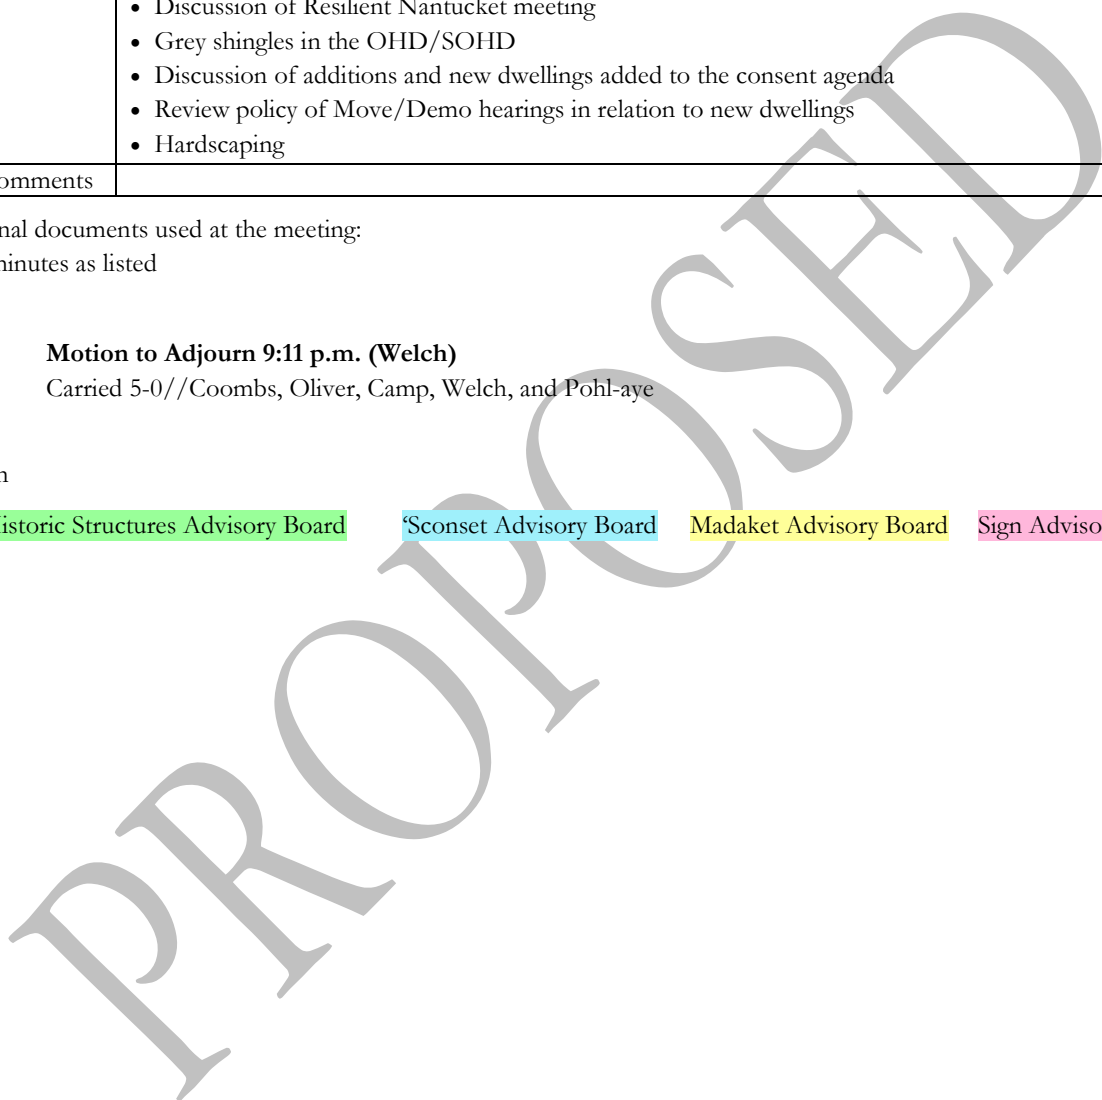 • Discussion of Resilient Nantucket meeting
• Grey shingles in the OHD/SOHD
• Discussion of additions and new dwellings added to the consent agenda
• Review policy of Move/Demo hearings in relation to new dwellings
• Hardscaping
omments
nal documents used at the meeting:
minutes as listed
Motion to Adjourn 9:11 p.m. (Welch)
Carried 5-0//Coombs, Oliver, Camp, Welch, and Pohl-aye
n
Historic Structures Advisory Board ‘Sconset Advisory Board Madaket Advisory Board Sign Adviso
PROPOSED